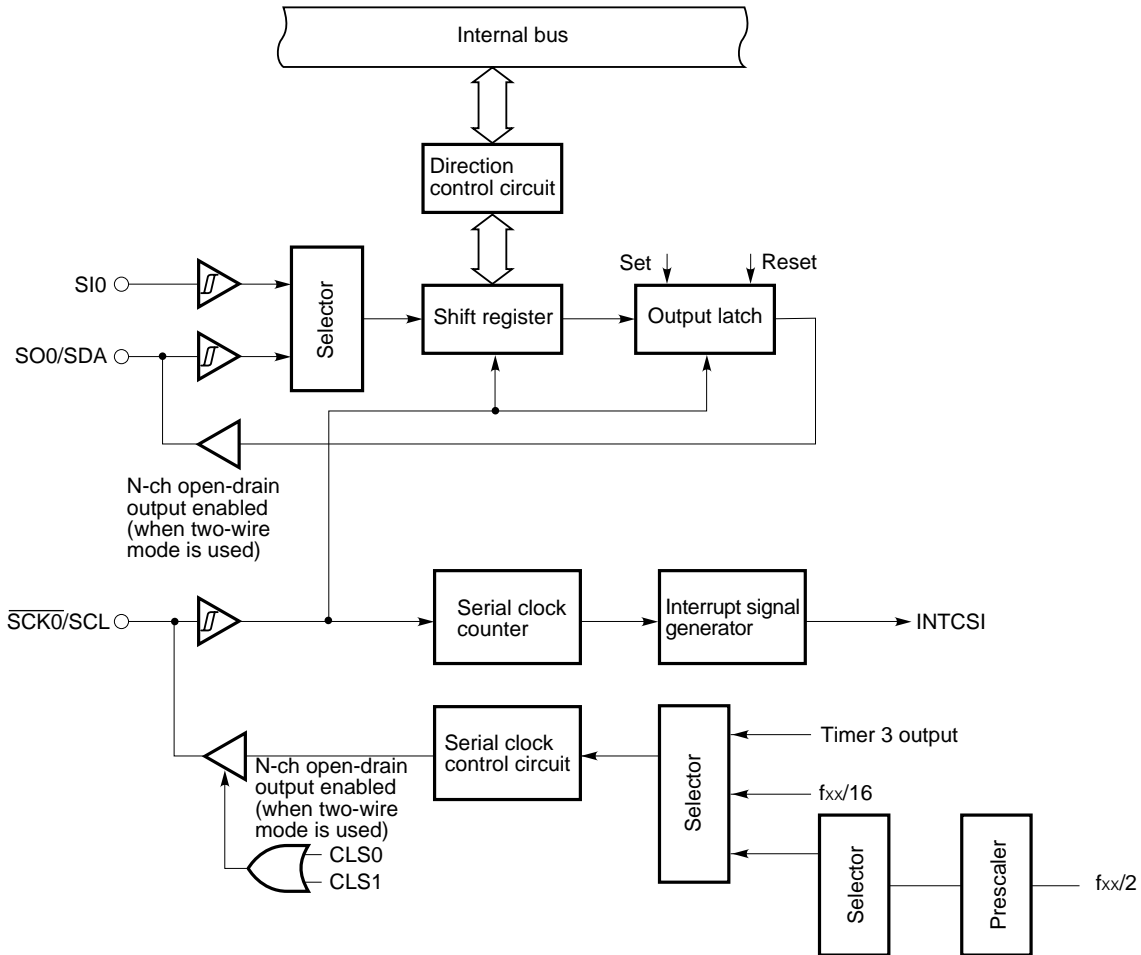 Internal bus
Direction
control circuit
Set
Reset
SI0
Selector
Shift register
Output latch
SO0/SDA
N-ch open-drain
output enabled
(when two-wire
mode is used)
SCK0/SCL
Serial clock
counter
Interrupt signal
generator
INTCSI
Serial clock
control circuit
Selector
Timer 3 output
fxx/16
N-ch open-drain
output enabled
(when two-wire
mode is used)
CLS0
CLS1
Selector
Prescaler
fxx/2